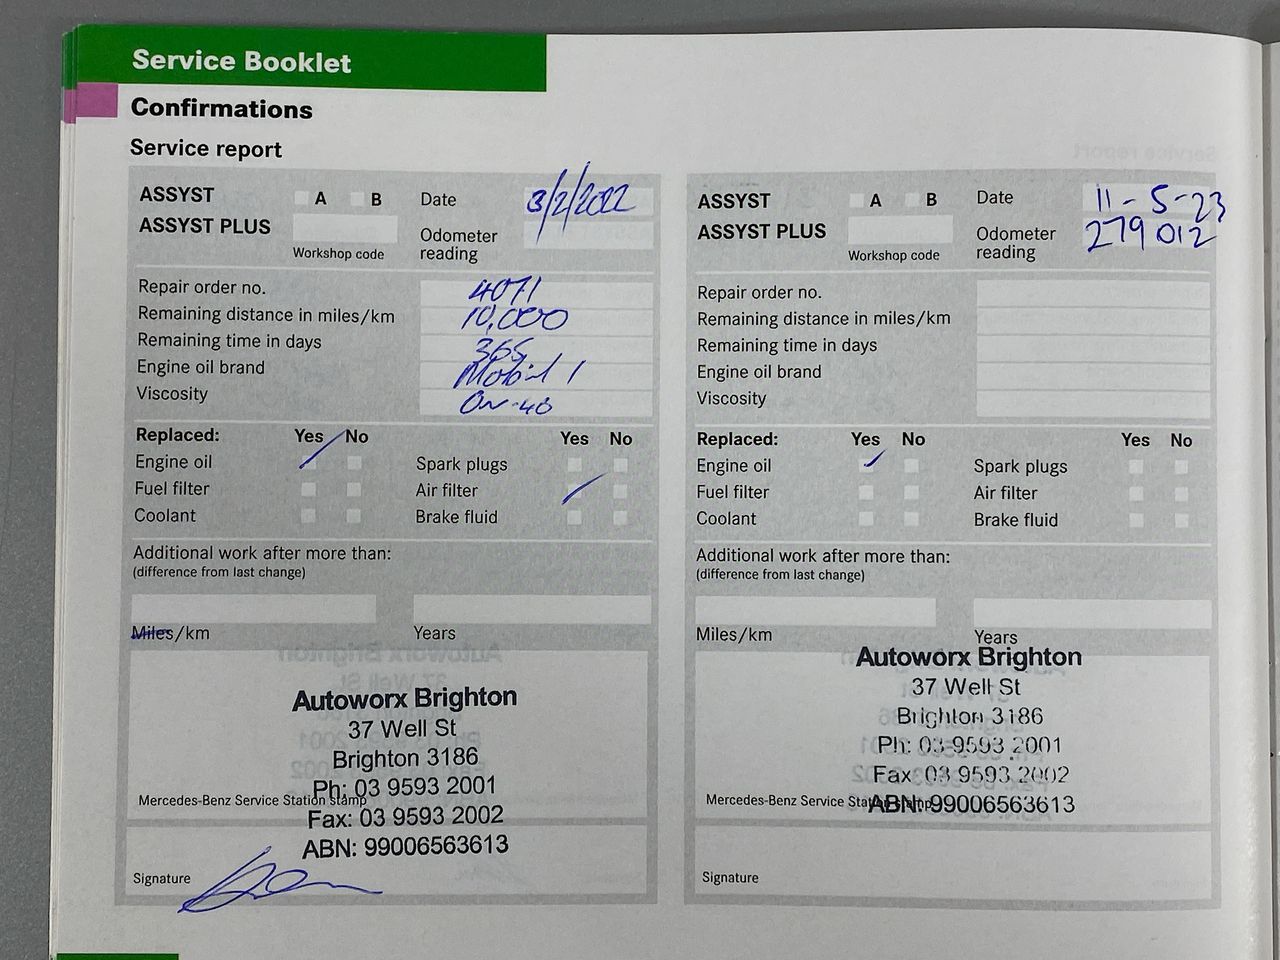 Service Booklet
Confirmations
Service report
ASSYST A B Date 3/2/2022
ASSYST PLUS Workshop code Odometer reading
Repair order no. 4071
Remaining distance in miles/km 10,000
Remaining time in days 365
Engine oil brand Mobil 1
Viscosity 0w-40
Replaced: Yes No Yes No
Engine oil Spark plugs
Fuel filter Air filter
Coolant Brake fluid
Additional work after more than:
(difference from last change)
Miles/km Years
Autoworx Brighton
37 Well St
Brighton 3186
Ph: 03 9593 2001
Mercedes-Benz Service Station stamp
Fax: 03 9593 2002
ABN: 99006563613
Signature
ASSYST A B Date 11-5-23
ASSYST PLUS Workshop code Odometer reading 279 012
Repair order no.
Remaining distance in miles/km
Remaining time in days
Engine oil brand
Viscosity
Replaced: Yes No Yes No
Engine oil Spark plugs
Fuel filter Air filter
Coolant Brake fluid
Additional work after more than:
(difference from last change)
Miles/km Years
Autoworx Brighton
37 Well St
Brighton 3186
Ph: 03 9593 2001
Fax 03 9593 2002
Mercedes-Benz Service Station stamp
ABN: 99006563613
Signature